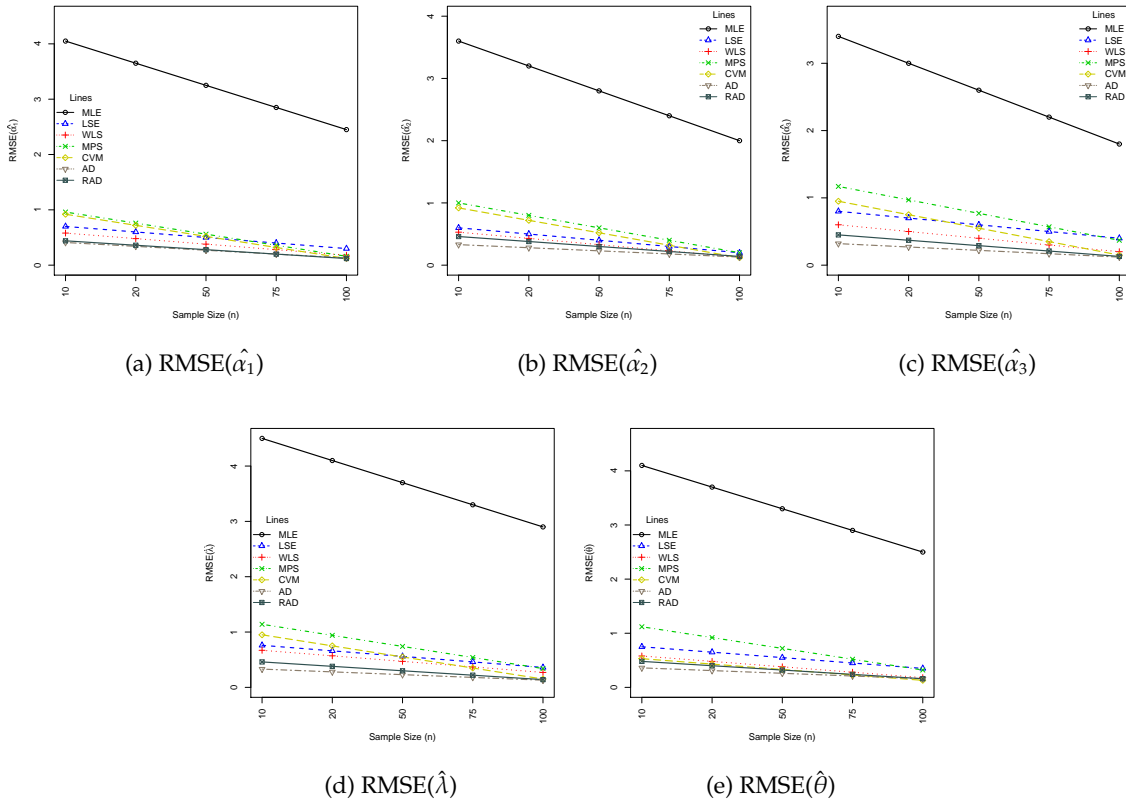 RMSE(α̂₁)
4
3
2
1
0
Lines
MLE
LSE
WLS
MPS
CVM
AD
RAD
10 20 50 75 100
Sample Size (n)
(a) RMSE(α̂₁)
RMSE(α̂₂)
4
3
2
1
0
Lines
MLE
LSE
WLS
MPS
CVM
AD
RAD
10 20 50 75 100
Sample Size (n)
(b) RMSE(α̂₂)
RMSE(α̂₃)
3
2
1
0
Lines
MLE
LSE
WLS
MPS
CVM
AD
RAD
10 20 50 75 100
Sample Size (n)
(c) RMSE(α̂₃)
RMSE(λ̂)
4
3
2
1
0
Lines
MLE
LSE
WLS
MPS
CVM
AD
RAD
10 20 50 75 100
Sample Size (n)
(d) RMSE(λ̂)
RMSE(θ̂)
4
3
2
1
0
Lines
MLE
LSE
WLS
MPS
CVM
AD
RAD
10 20 50 75 100
Sample Size (n)
(e) RMSE(θ̂)